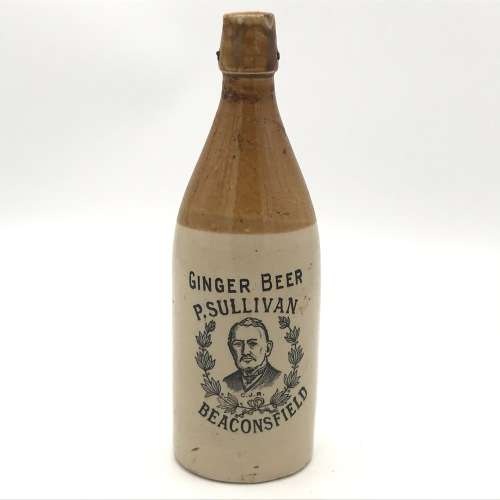 GINGER BEER
P. SULLIVAN
C.J.R.
BEACONSFIELD